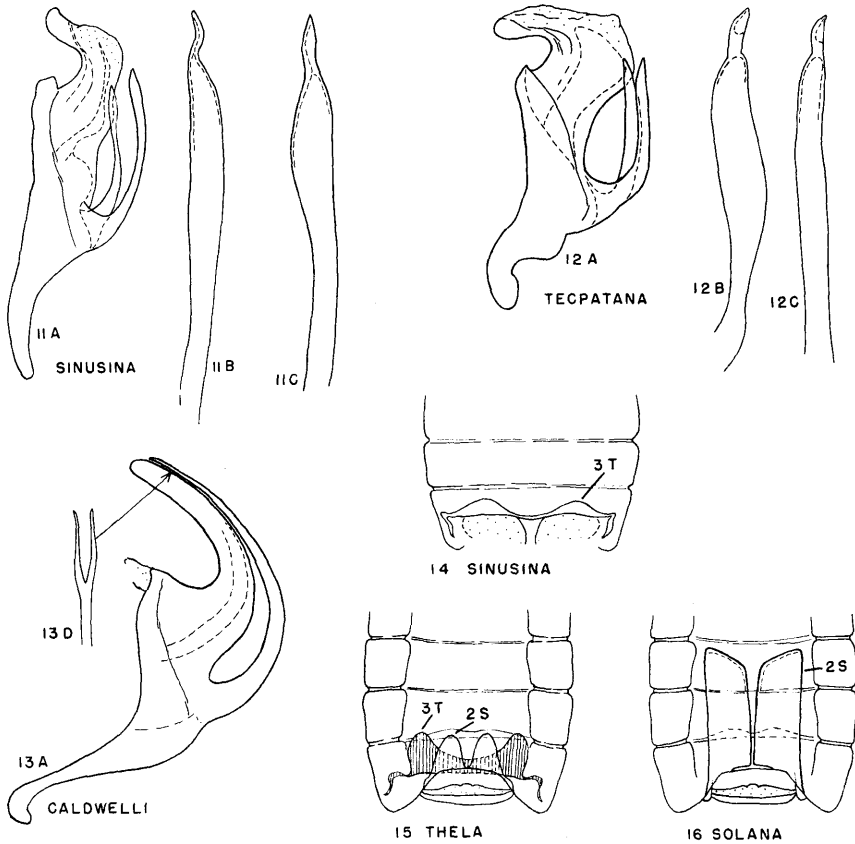 11A
SINUSINA
11B
11C
12A
TECPATANA
12B
12C
13D
13A
CALDWELLI
3T
14 SINUSINA
3T
2S
15 THELA
2S
16 SOLANA